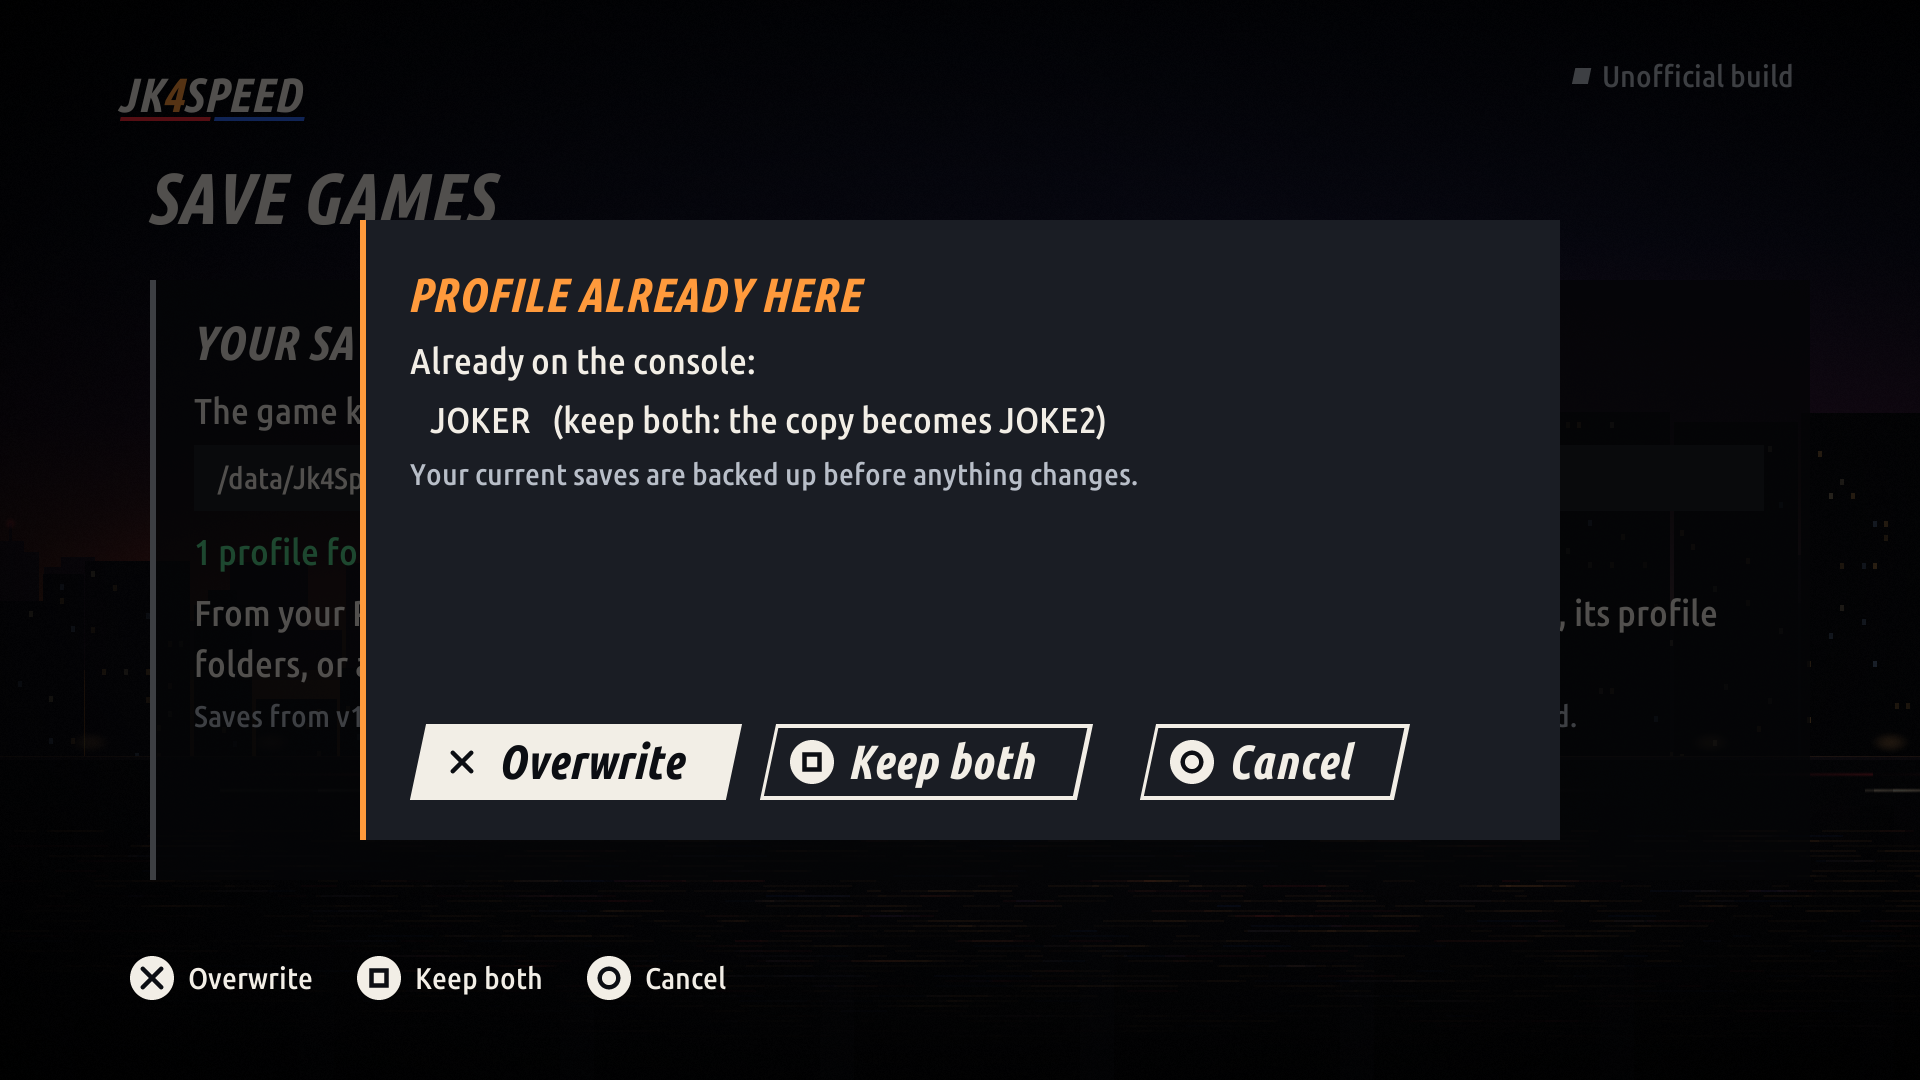 JK4SPEED
Unofficial build
SAVE GAMES
YOUR SA
The game k
/data/Jk4Sp
1 profile fo
From your
, its profile
folders, or
Saves from v1
d.
PROFILE ALREADY HERE
Already on the console:
JOKER (keep both: the copy becomes JOKE2)
Your current saves are backed up before anything changes.
Overwrite
Keep both
Cancel
Overwrite
Keep both
Cancel